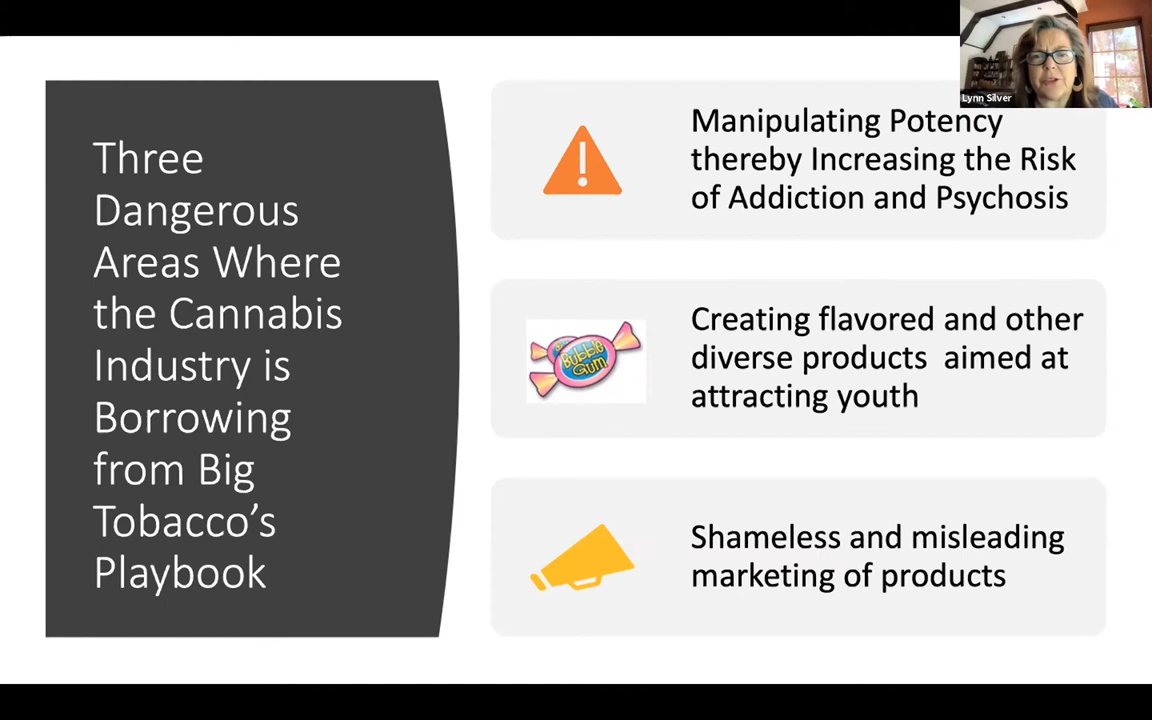 Three
Dangerous
Areas Where
the Cannabis
Industry is
Borrowing
from Big
Tobacco’s
Playbook
Lynn Silver
Manipulating Potency
thereby Increasing the Risk
of Addiction and Psychosis
Bubble
Gum
Creating flavored and other
diverse products aimed at
attracting youth
Shameless and misleading
marketing of products